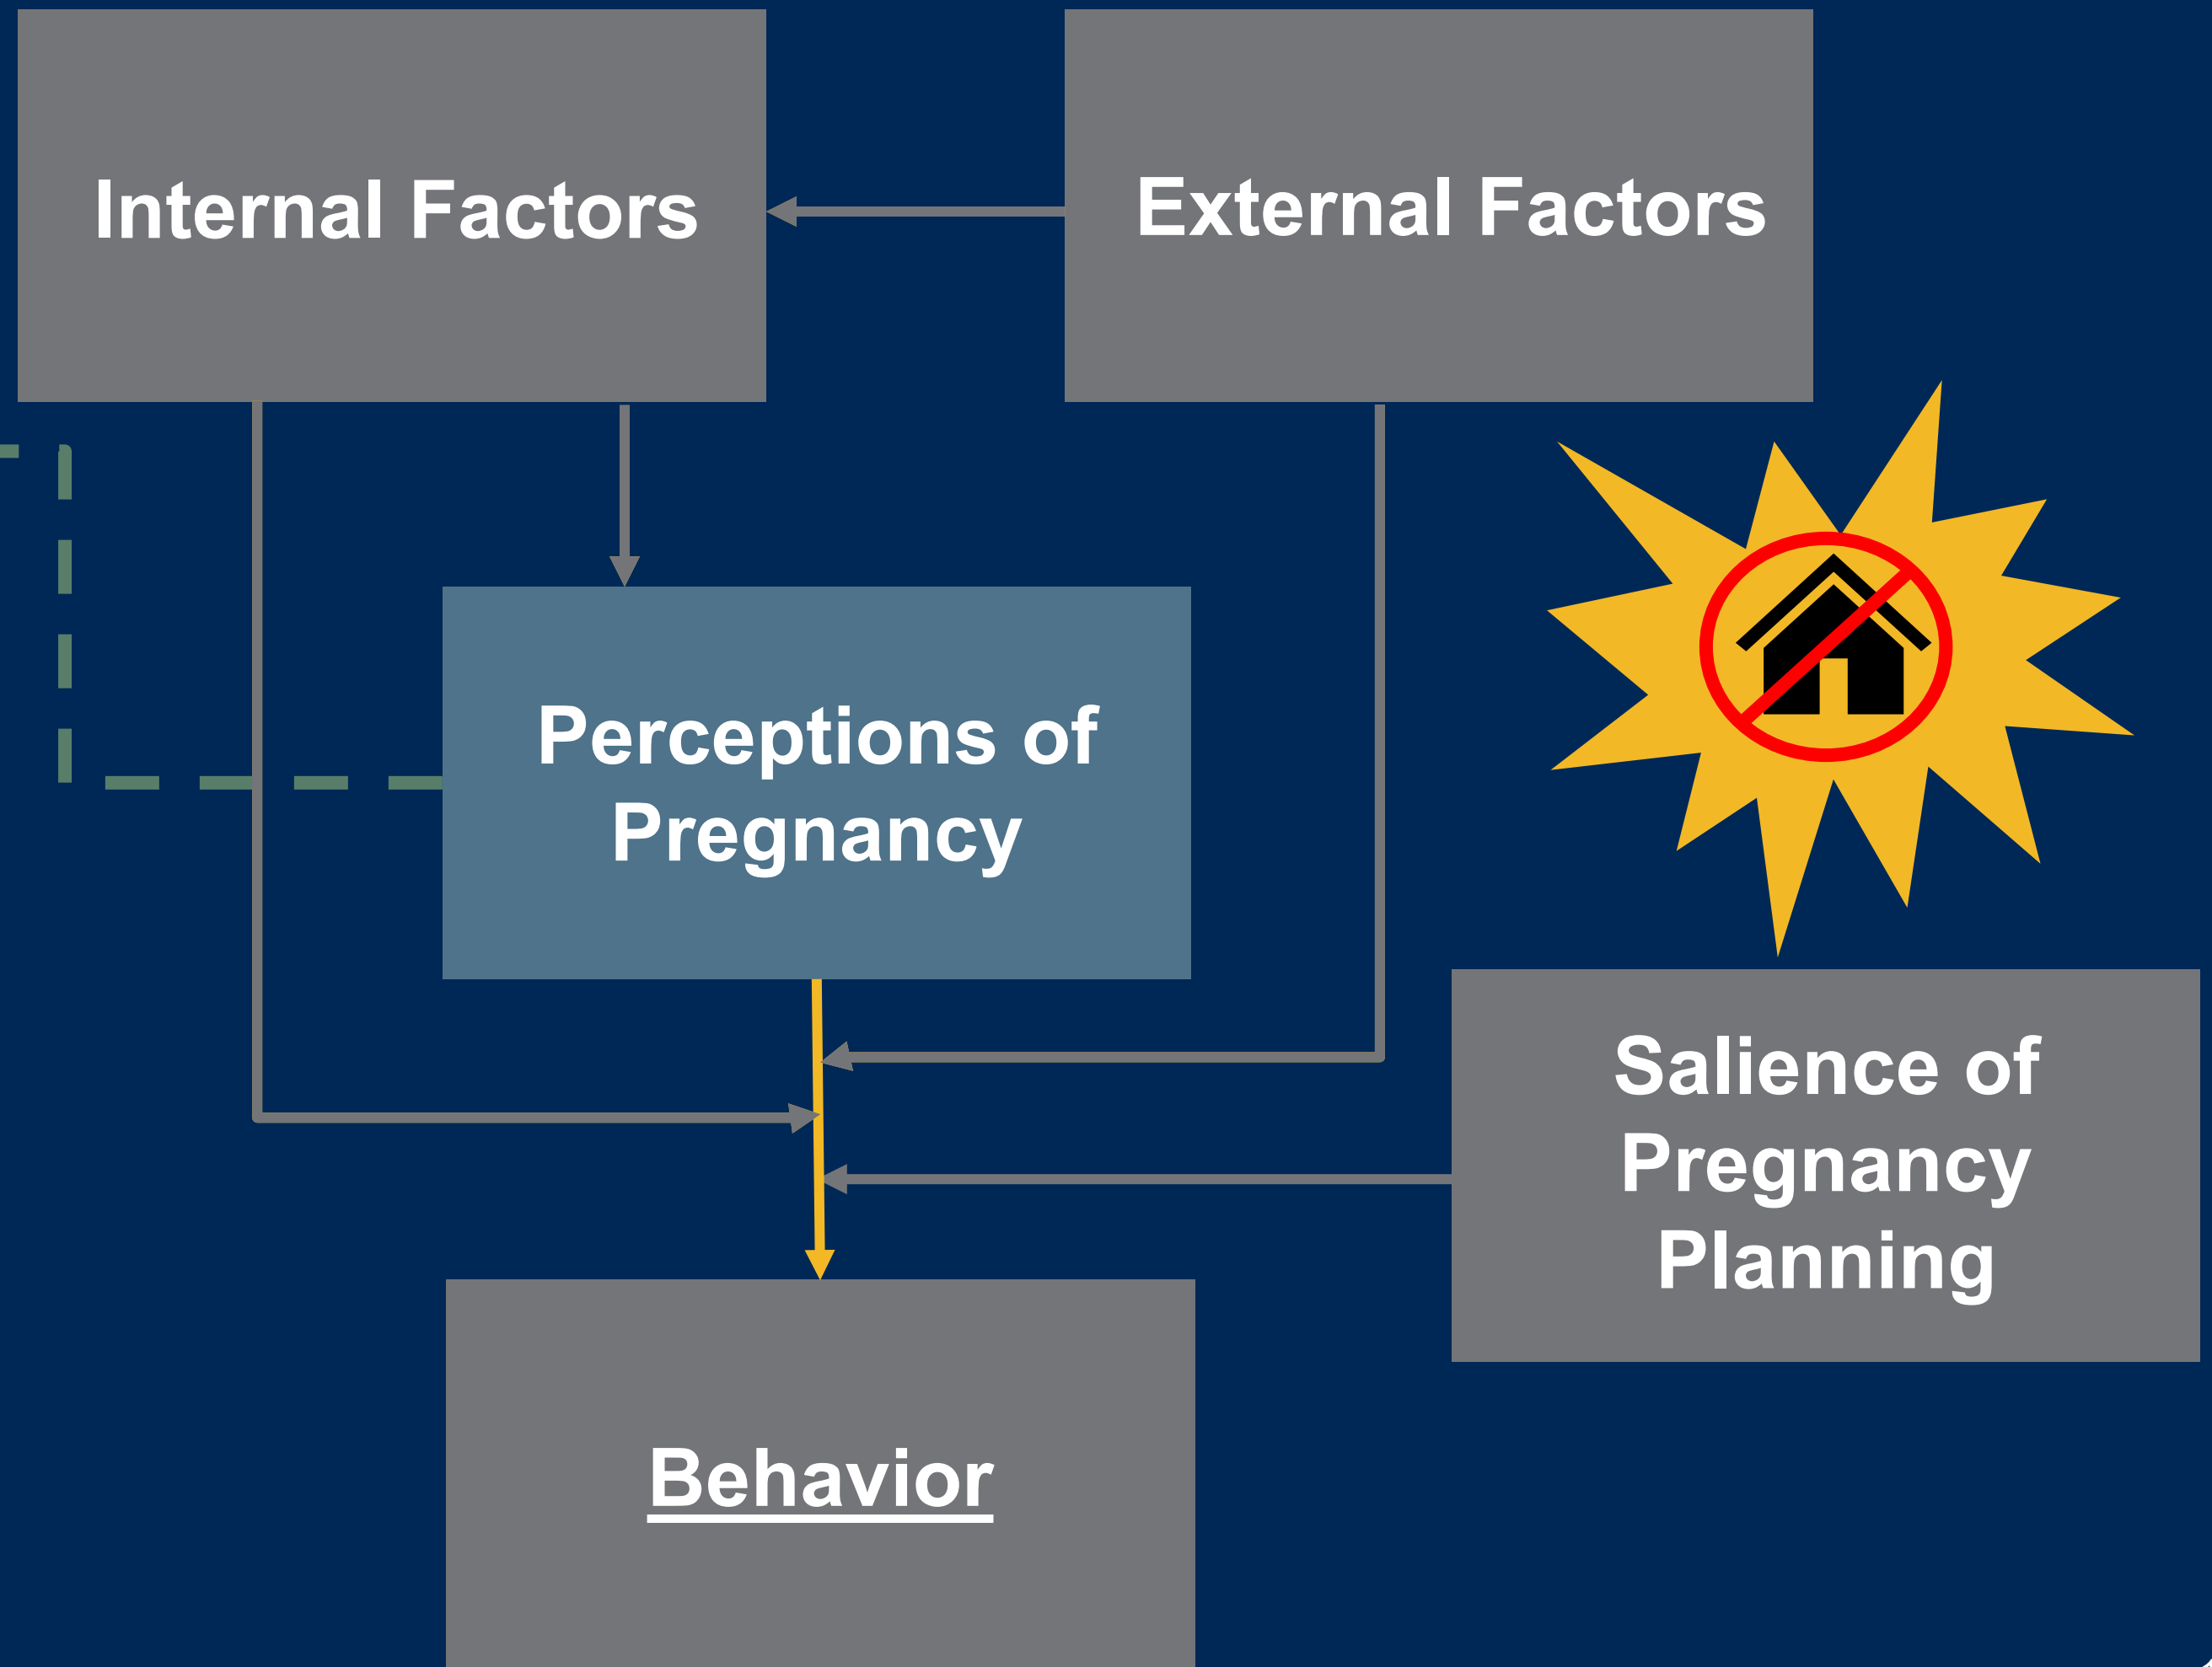 Internal Factors
External Factors
Perceptions of
Pregnancy
Salience of
Pregnancy
Planning
Behavior